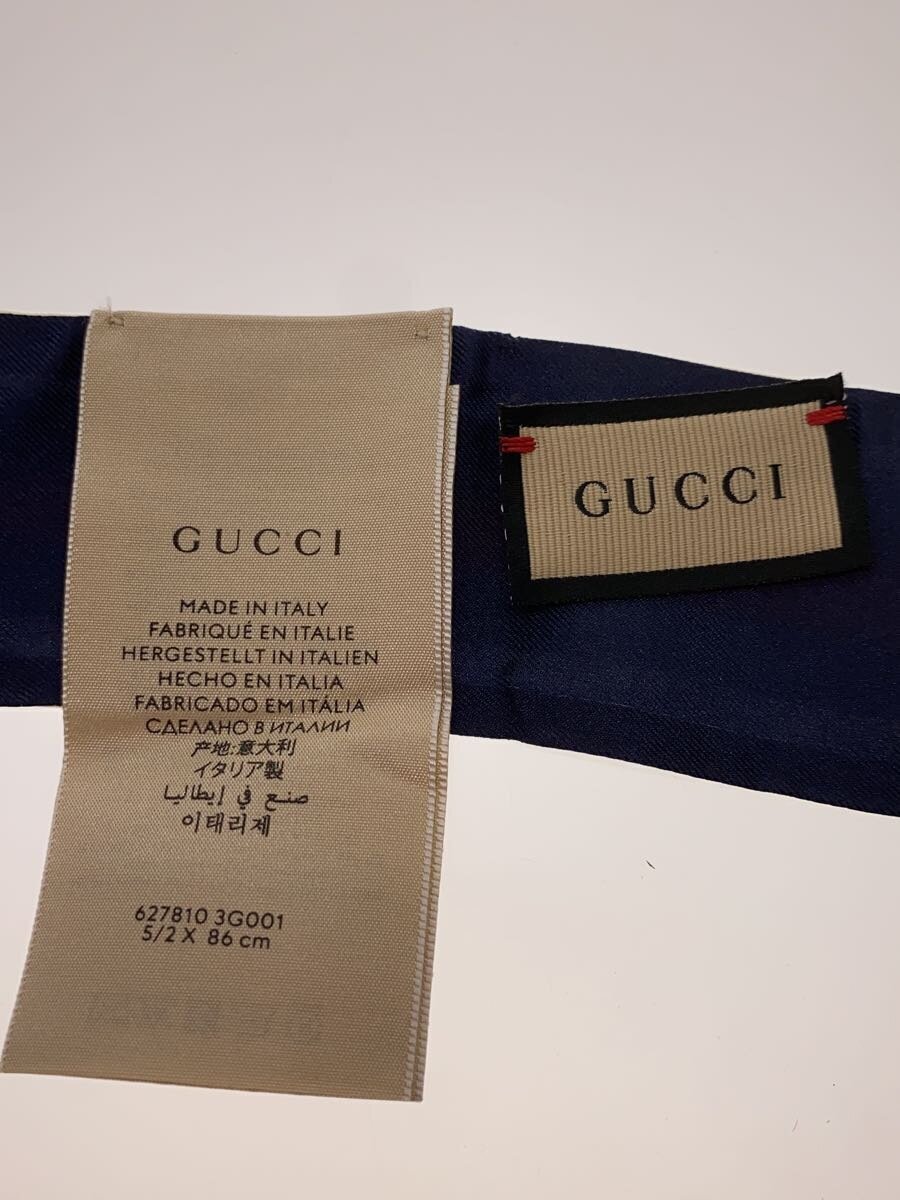 GUCCI
MADE IN ITALY
FABRIQUÉ EN ITALIE
HERGESTELLT IN ITALIEN
HECHO EN ITALIA
FABRICADO EM ITÁLIA
СДЕЛАНО В ИТАЛИИ
产地:意大利
イタリア製
صنع في إيطاليا
이태리제
627810 3G001
5/2 X 86 cm
GUCCI